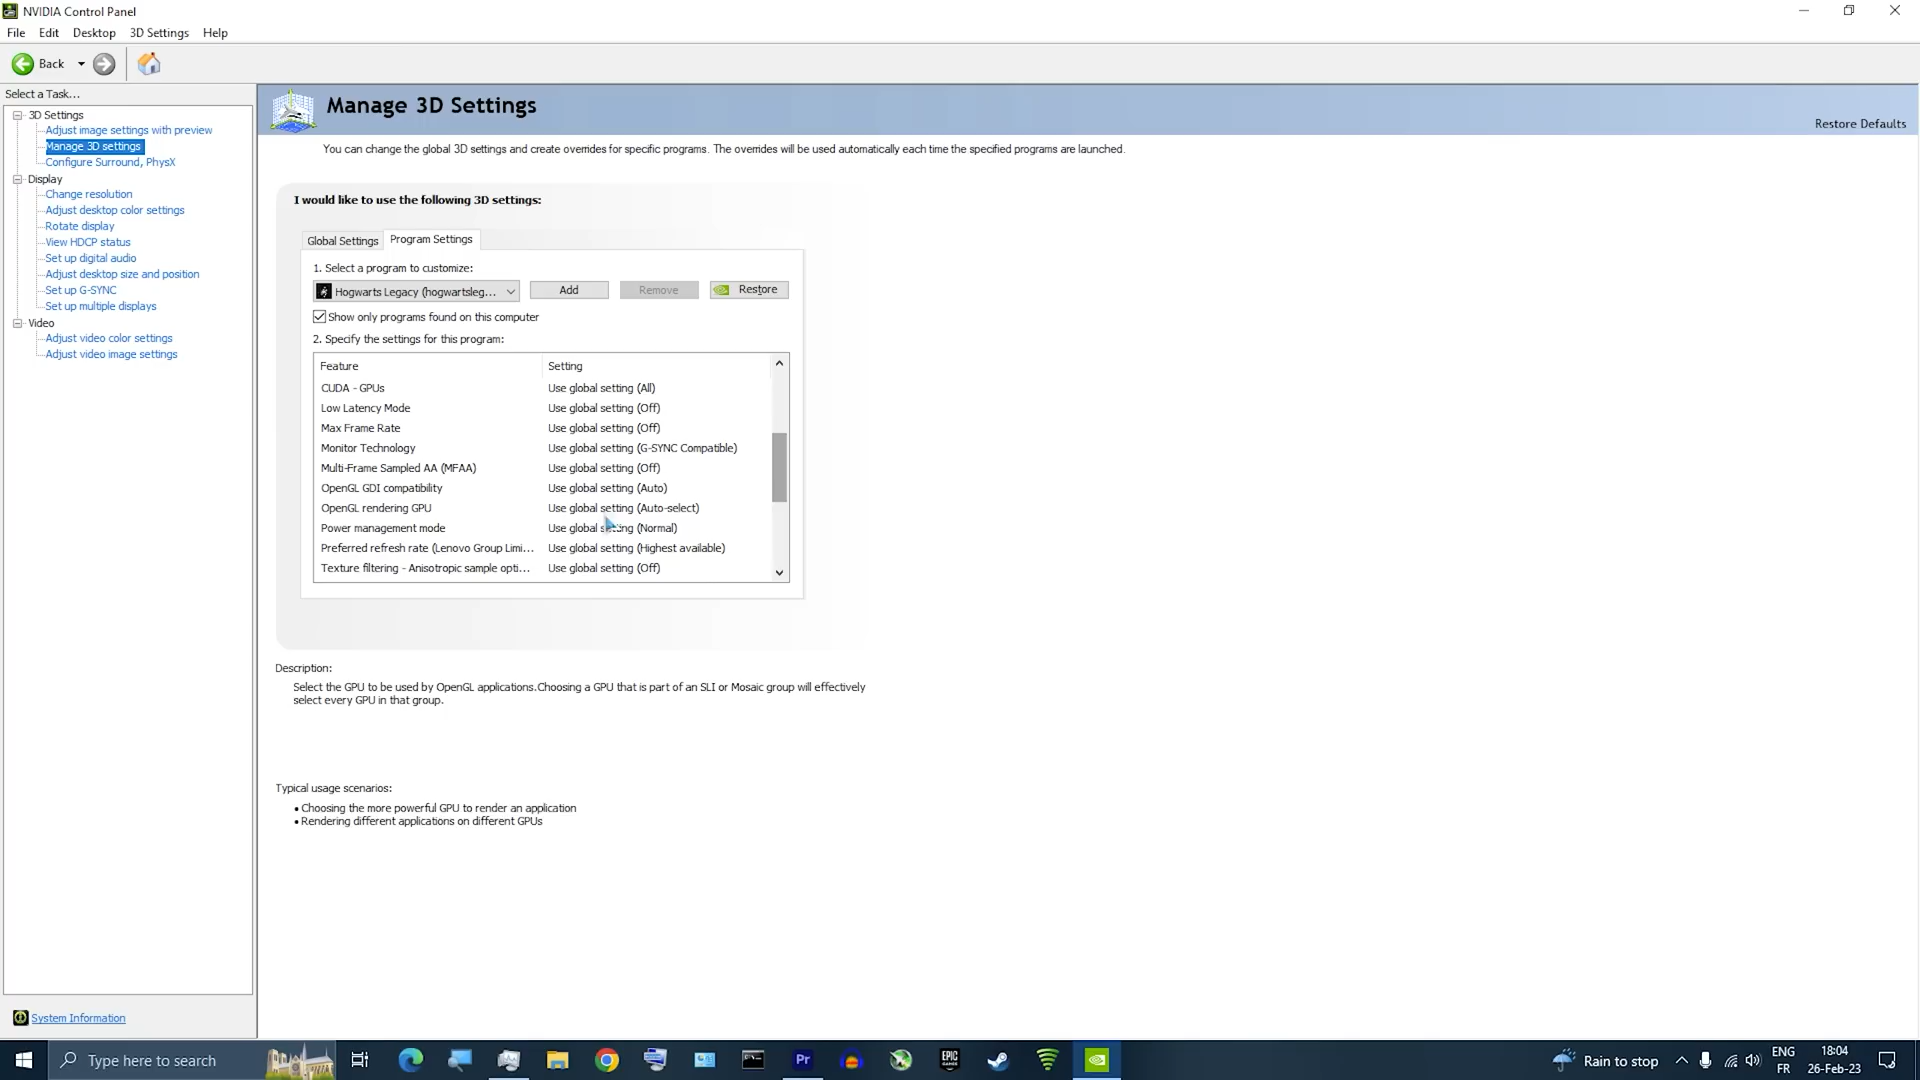 NVIDIA Control Panel
File Edit Desktop 3D Settings Help
Back
Select a Task...
3D Settings
Adjust image settings with preview
Manage 3D settings
Configure Surround, PhysX
Display
Change resolution
Adjust desktop color settings
Rotate display
View HDCP status
Set up digital audio
Adjust desktop size and position
Set up G-SYNC
Set up multiple displays
Video
Adjust video color settings
Adjust video image settings
System Information
Manage 3D Settings
Restore Defaults
You can change the global 3D settings and create overrides for specific programs. The overrides will be used automatically each time the specified programs are launched.
I would like to use the following 3D settings:
Global Settings Program Settings
1. Select a program to customize:
Hogwarts Legacy (hogwartsleg... Add Remove Restore
Show only programs found on this computer
2. Specify the settings for this program:
Feature Setting
CUDA - GPUs Use global setting (All)
Low Latency Mode Use global setting (Off)
Max Frame Rate Use global setting (Off)
Monitor Technology Use global setting (G-SYNC Compatible)
Multi-Frame Sampled AA (MFAA) Use global setting (Off)
OpenGL GDI compatibility Use global setting (Auto)
OpenGL rendering GPU Use global setting (Auto-select)
Power management mode Use global setting (Normal)
Preferred refresh rate (Lenovo Group Limi... Use global setting (Highest available)
Texture filtering - Anisotropic sample opti... Use global setting (Off)
Description:
Select the GPU to be used by OpenGL applications.Choosing a GPU that is part of an SLI or Mosaic group will effectively
select every GPU in that group.
Typical usage scenarios:
• Choosing the more powerful GPU to render an application
• Rendering different applications on different GPUs
Type here to search
Pr
EPIC GAMES
Rain to stop
ENG
FR
18:04
26-Feb-23